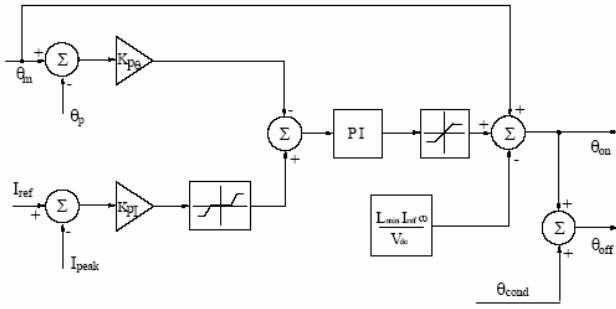 +
Σ
-
θm
θp
KPθ
-
Σ
+
PI
+
+
Σ
-
θon
Iref
+
Σ
-
Ipeak
KPI
Lmin Iref ω
Vdc
+
Σ
+
θoff
θcond